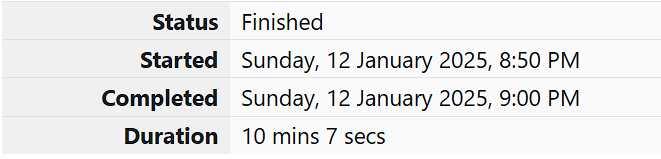 Status Finished
Started Sunday, 12 January 2025, 8:50 PM
Completed Sunday, 12 January 2025, 9:00 PM
Duration 10 mins 7 secs